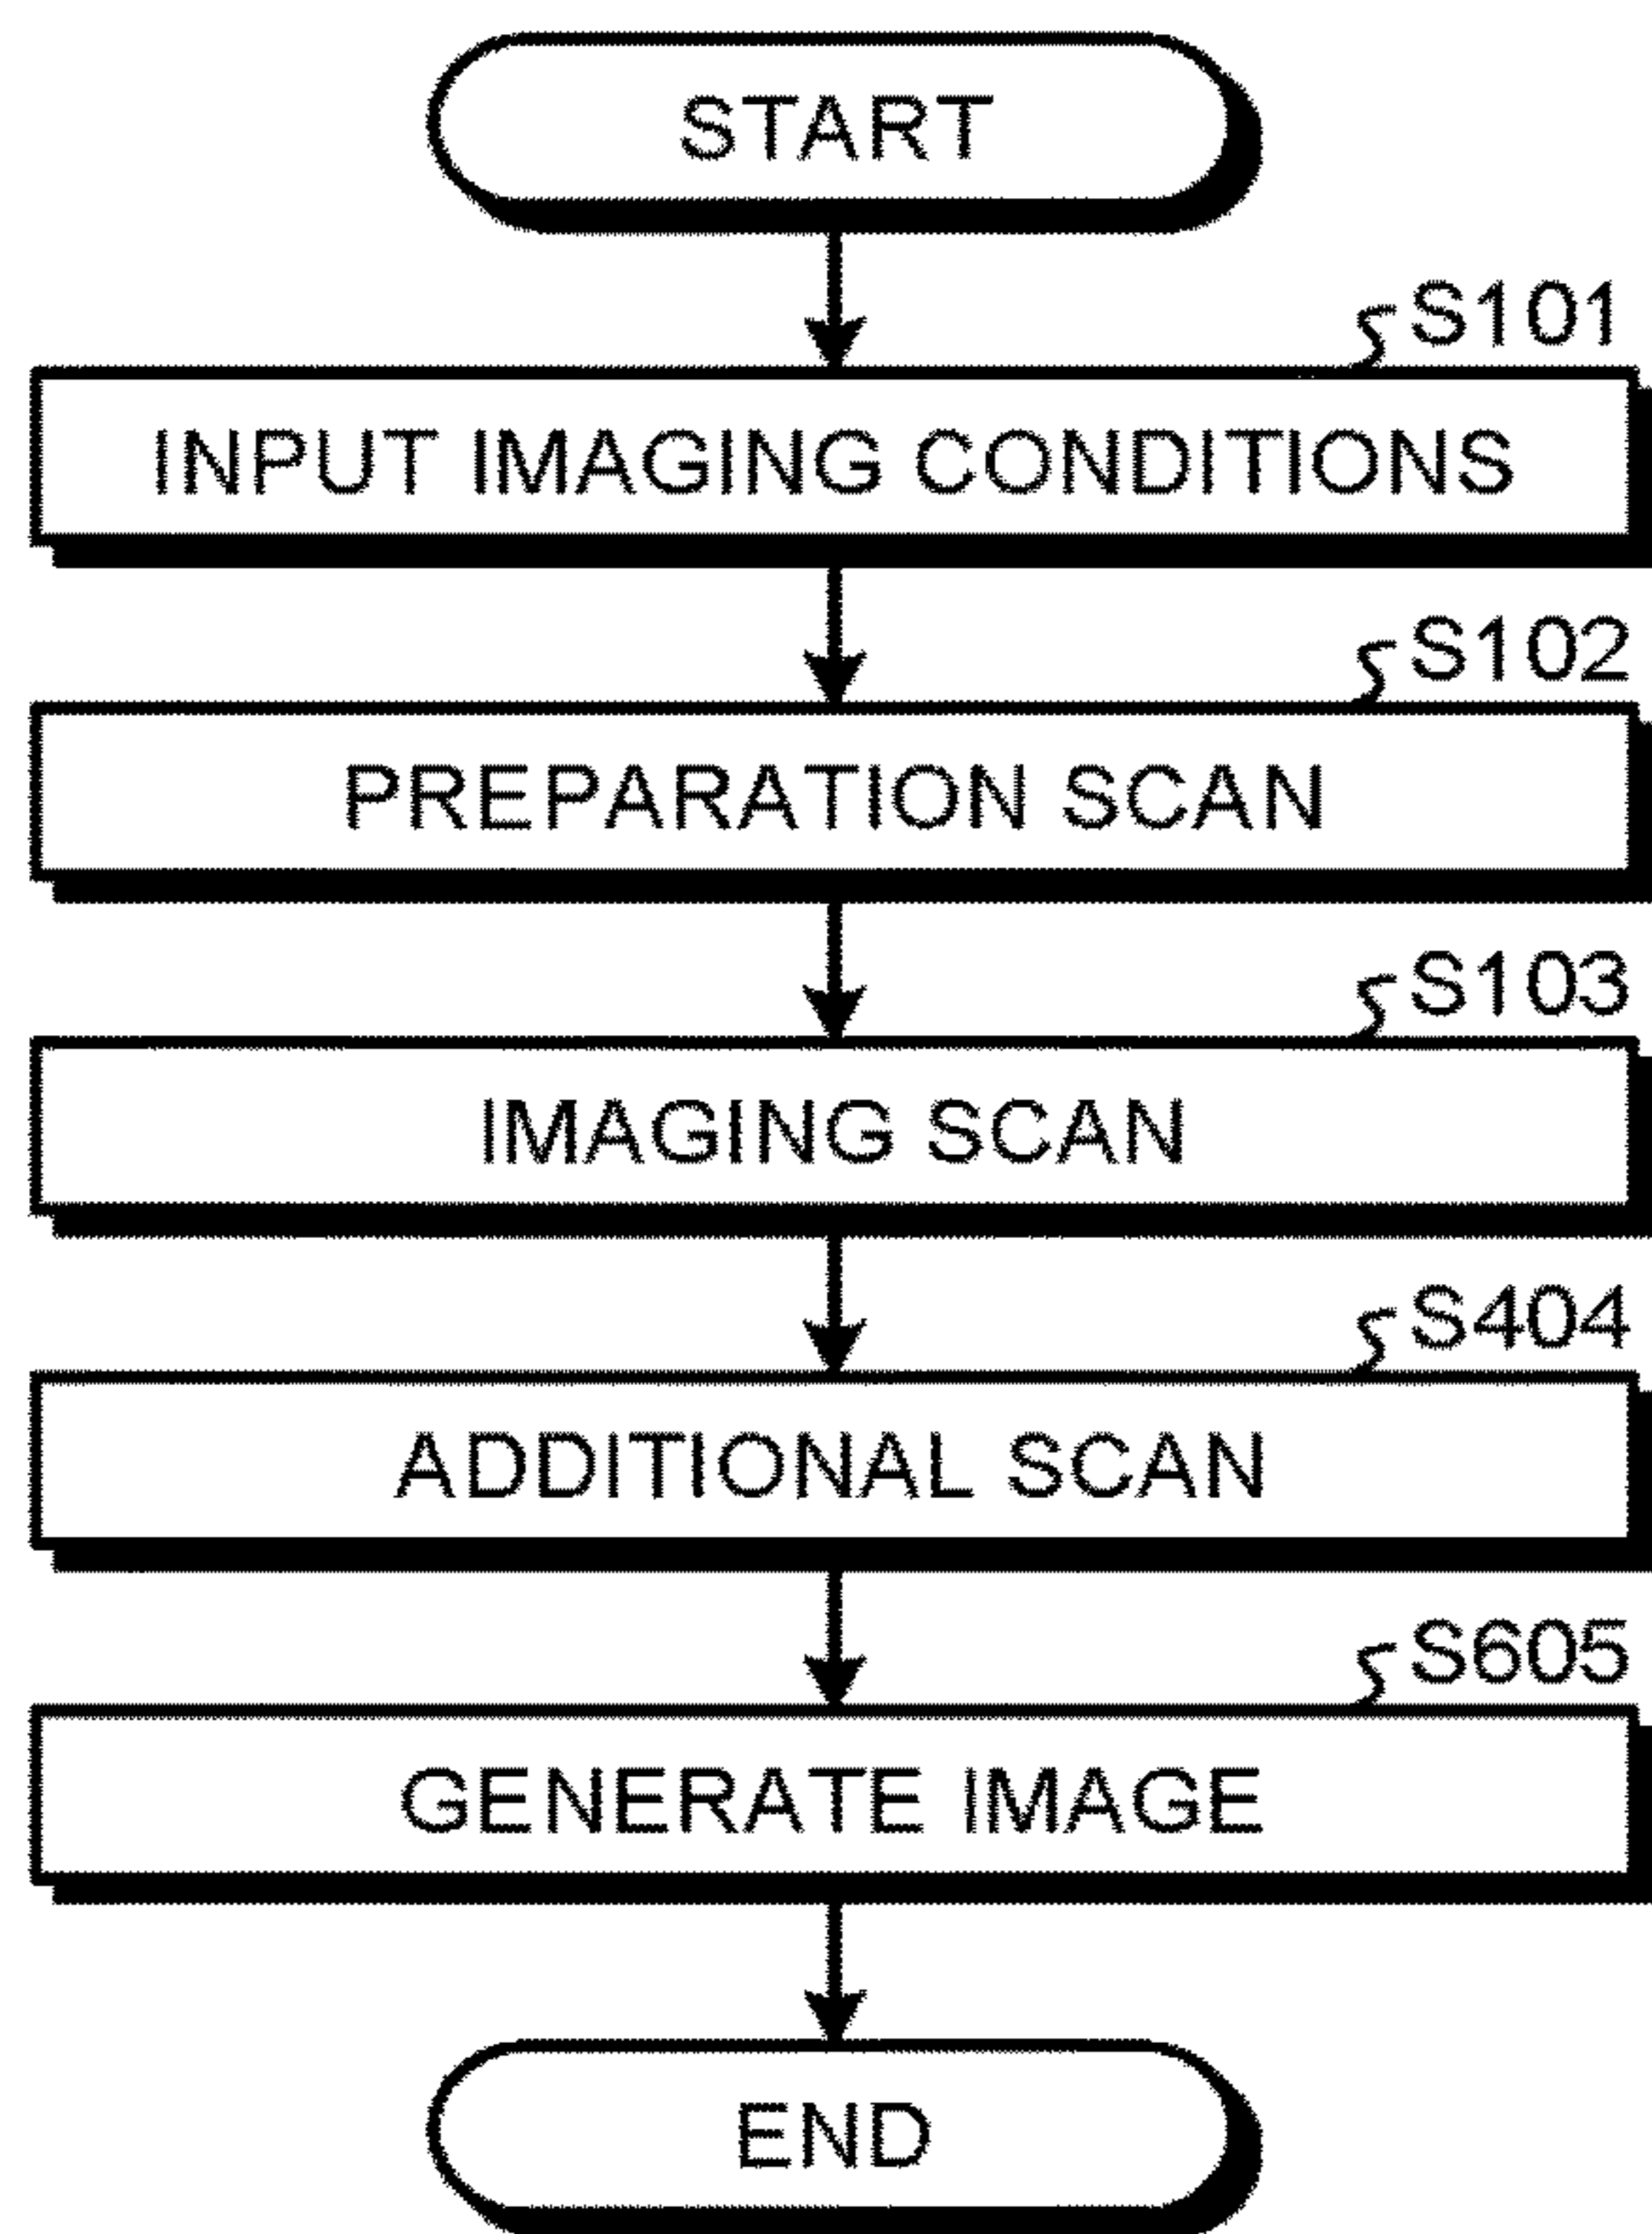 START
S101
INPUT IMAGING CONDITIONS
S102
PREPARATION SCAN
S103
IMAGING SCAN
S404
ADDITIONAL SCAN
S605
GENERATE IMAGE
END